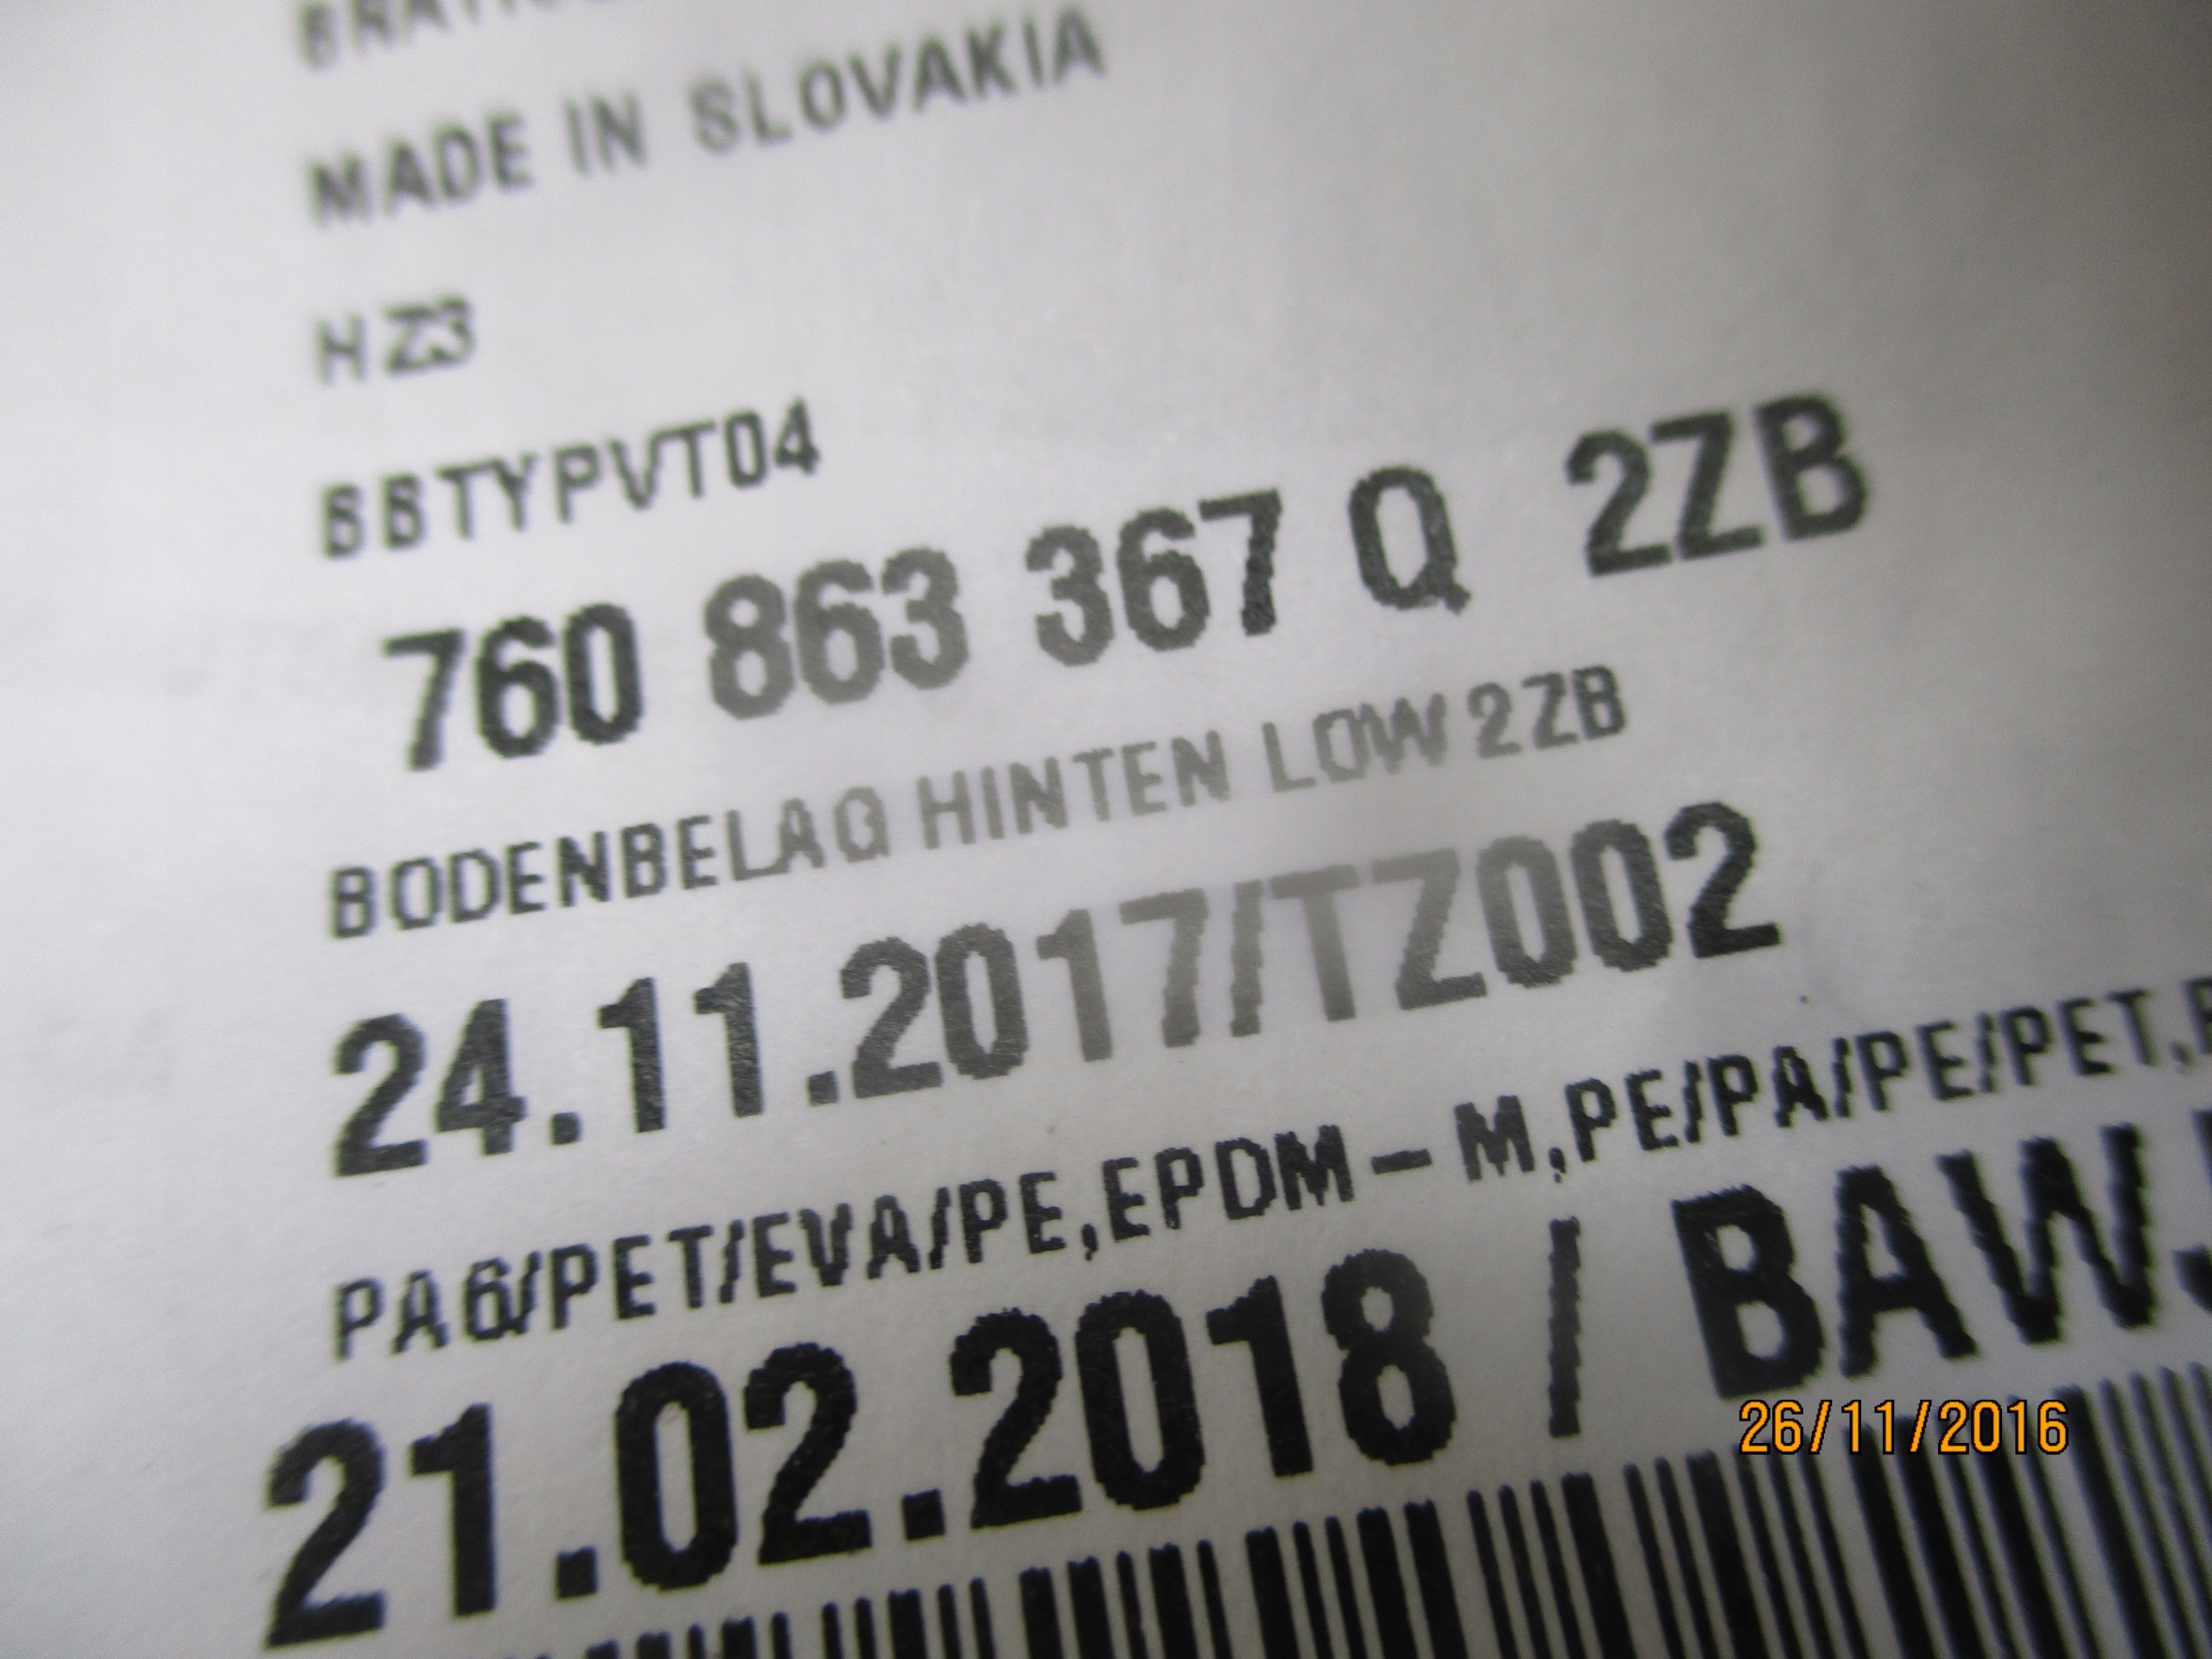 MADE IN SLOVAKIA
HZ3
BBTYPVT04
760 863 367 Q 2ZB
BODENBELAG HINTEN LOW 2ZB
24.11.2017/TZ002
PA6/PET/EVA/PE,EPDM-M,PE/PA/PE/PET,
21.02.2018 / BAW
26/11/2016